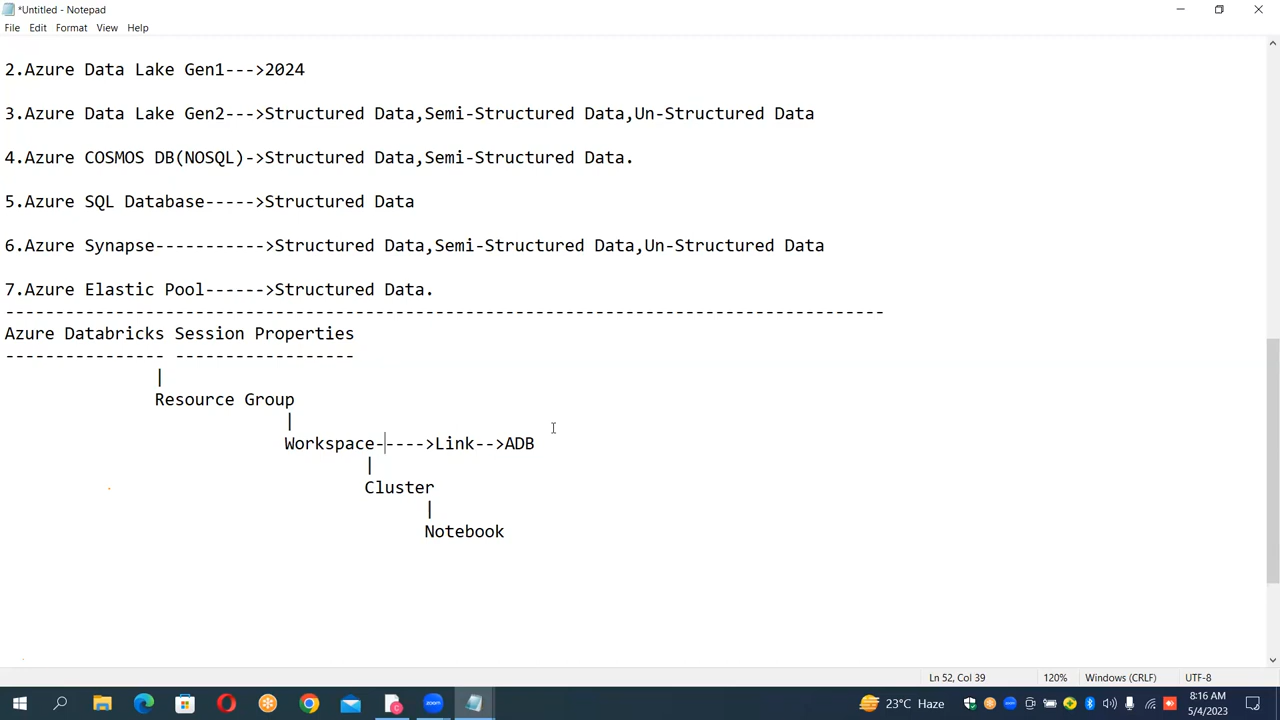 *Untitled - Notepad
File Edit Format View Help
2.Azure Data Lake Gen1--->2024
3.Azure Data Lake Gen2--->Structured Data,Semi-Structured Data,Un-Structured Data
4.Azure COSMOS DB(NOSQL)->Structured Data,Semi-Structured Data.
5.Azure SQL Database----->Structured Data
6.Azure Synapse----------->Structured Data,Semi-Structured Data,Un-Structured Data
7.Azure Elastic Pool------>Structured Data.
----------------------------------------------------------------------------------------
Azure Databricks Session Properties
---------------- ------------------
|
Resource Group
|
Workspace----->Link-->ADB
|
Cluster
|
Notebook
Ln 52, Col 39 120% Windows (CRLF) UTF-8
zoom
23°C Haze
8:16 AM
5/4/2023